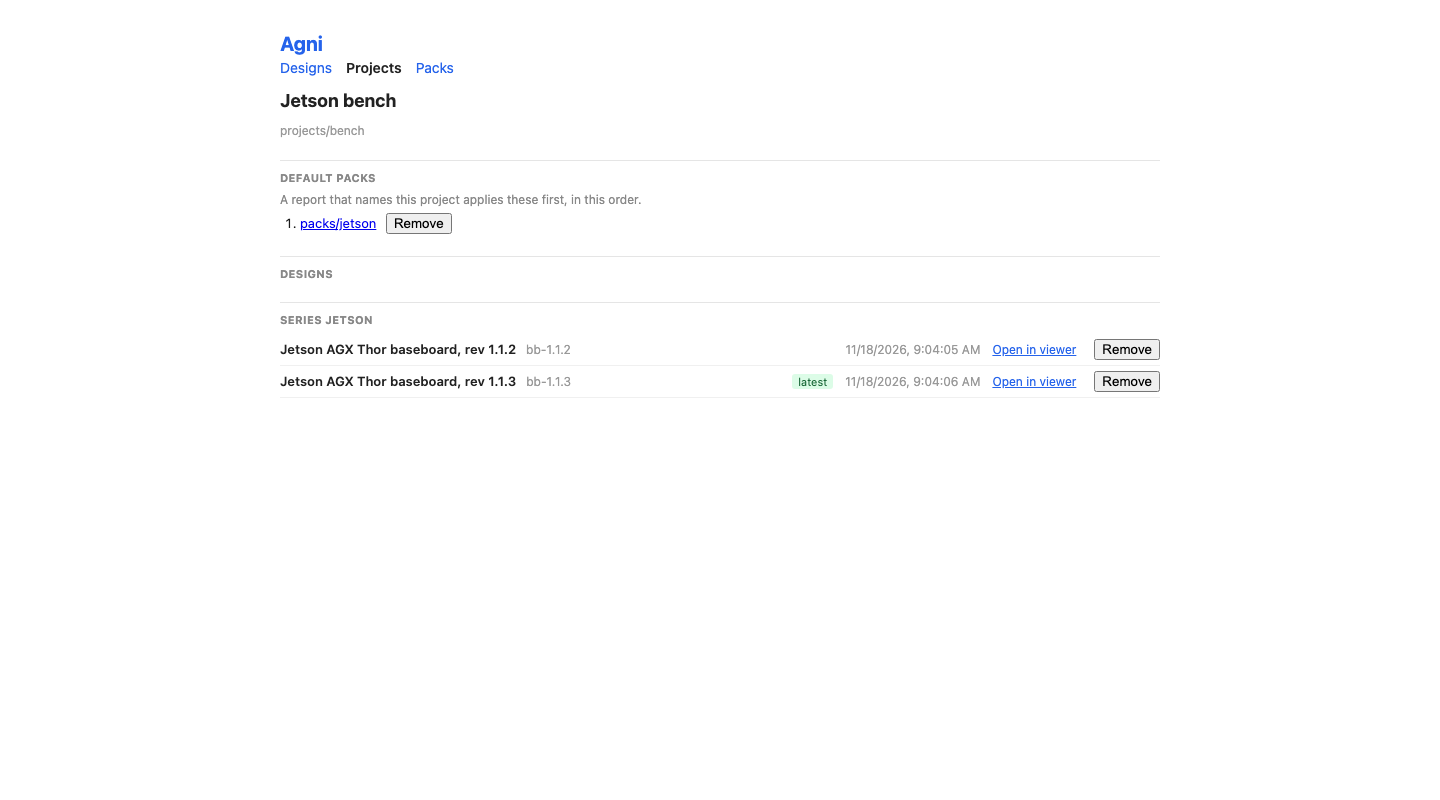 Agni
Designs Projects Packs
Jetson bench
projects/bench
DEFAULT PACKS
A report that names this project applies these first, in this order.
1. packs/jetson Remove
DESIGNS
SERIES JETSON
Jetson AGX Thor baseboard, rev 1.1.2 bb-1.1.2 11/18/2026, 9:04:05 AM Open in viewer Remove
Jetson AGX Thor baseboard, rev 1.1.3 bb-1.1.3 latest 11/18/2026, 9:04:06 AM Open in viewer Remove